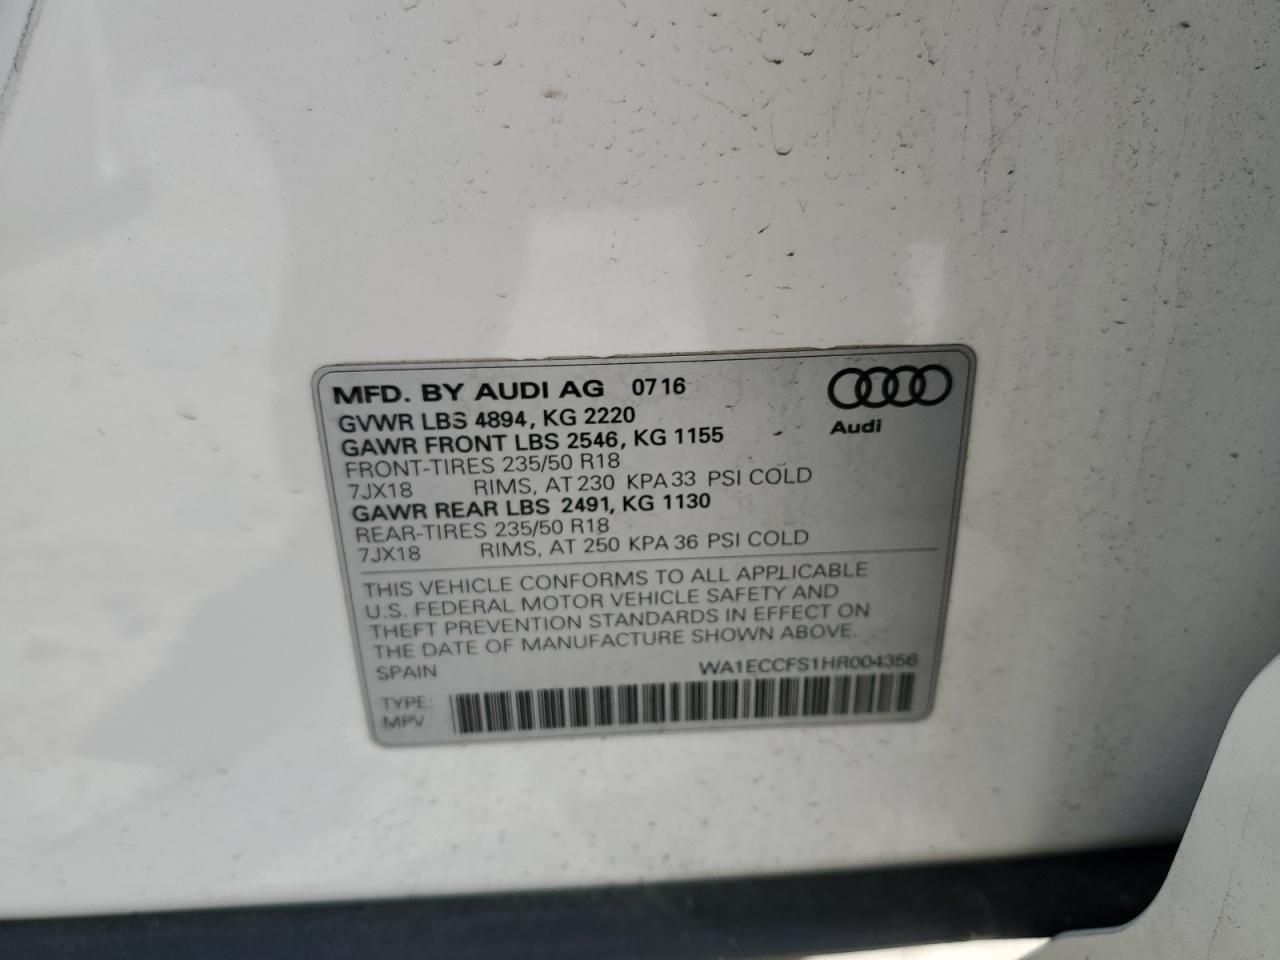 MFD. BY AUDI AG 0716
GVWR LBS 4894, KG 2220
GAWR FRONT LBS 2546, KG 1155
Audi
FRONT-TIRES 235/50 R18
7JX18 RIMS, AT 230 KPA 33 PSI COLD
GAWR REAR LBS 2491, KG 1130
REAR-TIRES 235/50 R18
7JX18 RIMS, AT 250 KPA 36 PSI COLD
THIS VEHICLE CONFORMS TO ALL APPLICABLE
U.S. FEDERAL MOTOR VEHICLE SAFETY AND
THEFT PREVENTION STANDARDS IN EFFECT ON
THE DATE OF MANUFACTURE SHOWN ABOVE.
SPAIN WA1ECCFS1HR004356
TYPE:
MPV